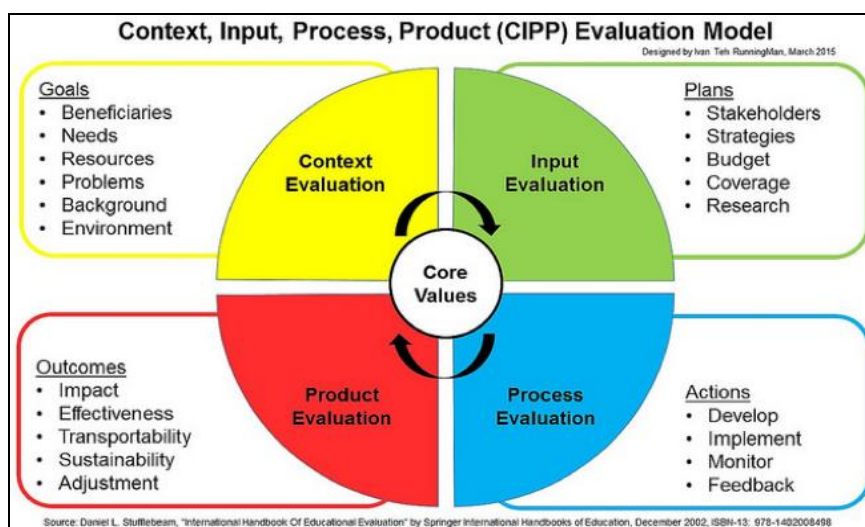 Context, Input, Process, Product (CIPP) Evaluation Model
Designed by Ivan Teh RunningMan, March 2015
Goals
• Beneficiaries
• Needs
• Resources
• Problems
• Background
• Environment
Context
Evaluation
Input
Evaluation
Plans
• Stakeholders
• Strategies
• Budget
• Coverage
• Research
Core
Values
Outcomes
• Impact
• Effectiveness
• Transportability
• Sustainability
• Adjustment
Product
Evaluation
Process
Evaluation
Actions
• Develop
• Implement
• Monitor
• Feedback
Source: Daniel L. Stufflebeam, "International Handbook Of Educational Evaluation" by Springer International Handbooks of Education, December 2002, ISBN-13: 978-1402008498